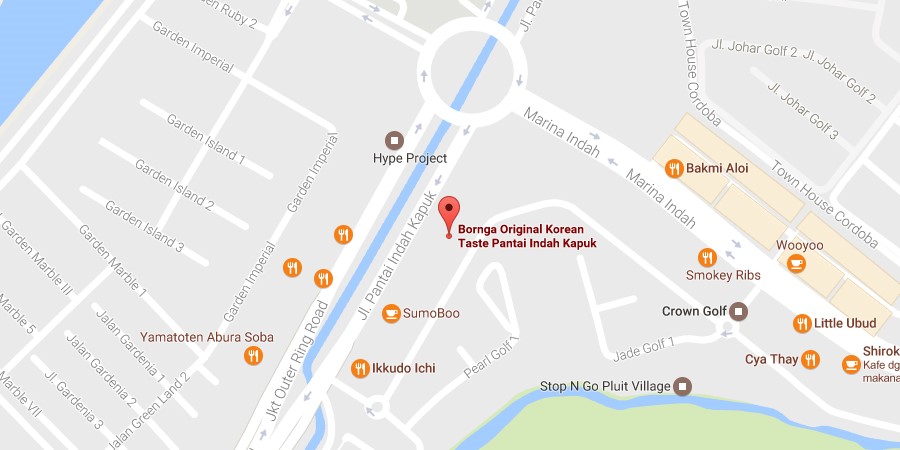 Garden Ruby 2
Garden Imperial
Garden Island 1
Garden Island 2
Garden Island 3
Garden Imperial
Garden Imperial
Garden Marble 1
Garden Marble III
Marble 5
Jalan Gardenia 1
Jalan Gardenia 2
Jl. Gardenia 3
Jalan Green Land 2
Marble VII
Yamatoten Abura Soba
Jkt Outer Ring Road
Hype Project
Jl. Pantai Indah Kapuk
Jl. Pantai
Bornga Original Korean
Taste Pantai Indah Kapuk
SumoBoo
Ikkudo Ichi
Pearl Golf 1
Marina Indah
Marina Indah
Town House Cordoba
Jl. Johar Golf 2
Jl. Johar Golf 2
Jl. Johar Golf 3
Town House Cordoba
Bakmi Aloi
Wooyoo
Smokey Ribs
Crown Golf
Little Ubud
Jade Golf 1
Cya Thay
Shirok
Kafe dg
makana
Stop N Go Pluit Village